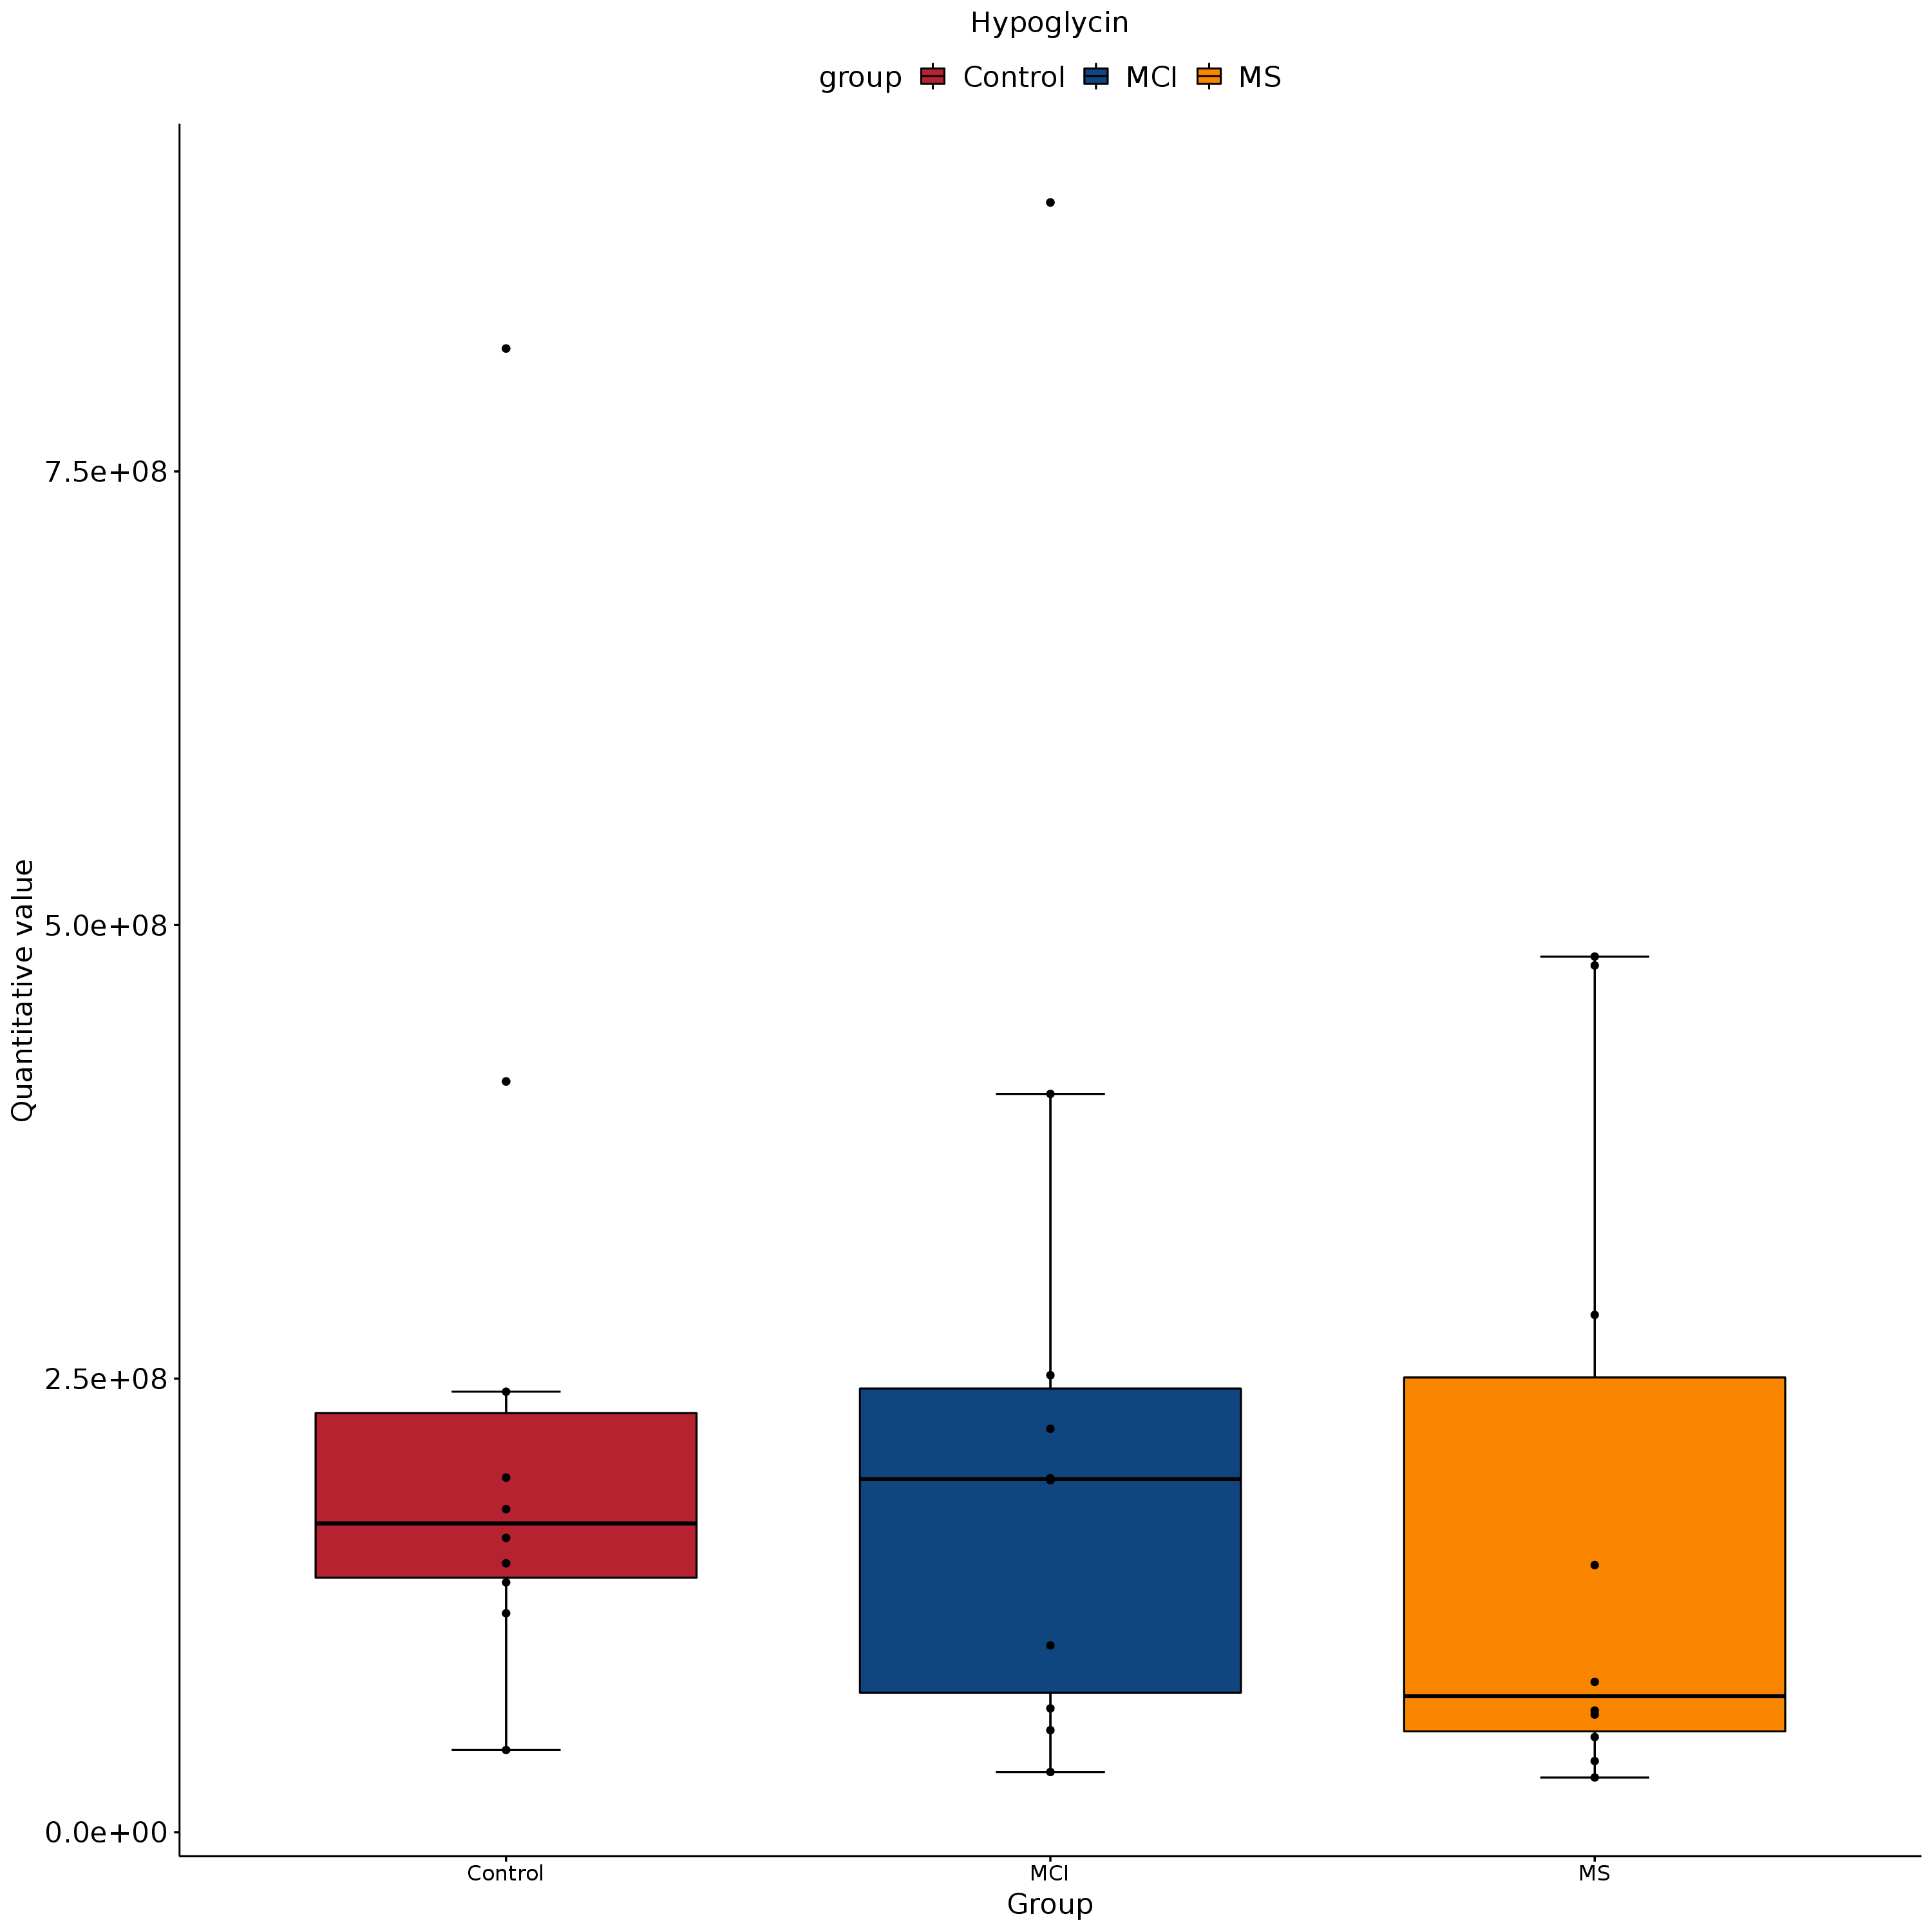 Hypoglycin
group Control MCI MS
Quantitative value
7.5e+08
5.0e+08
2.5e+08
0.0e+00
Control MCI MS
Group